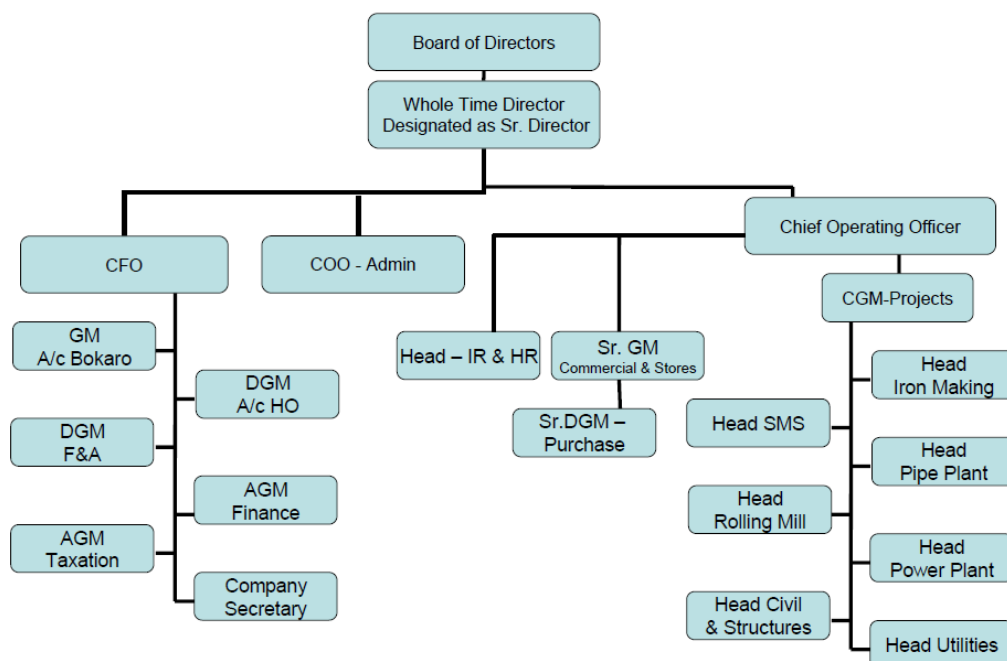 Board of Directors
Whole Time Director
Designated as Sr. Director
Chief Operating Officer
CFO
COO - Admin
CGM-Projects
GM
A/c Bokaro
Head – IR & HR
Sr. GM
Commercial & Stores
Head
Iron Making
DGM
A/c HO
Sr.DGM –
Purchase
Head SMS
DGM
F&A
Head
Pipe Plant
AGM
Finance
Head
Rolling Mill
AGM
Taxation
Head
Power Plant
Company
Secretary
Head Civil
& Structures
Head Utilities